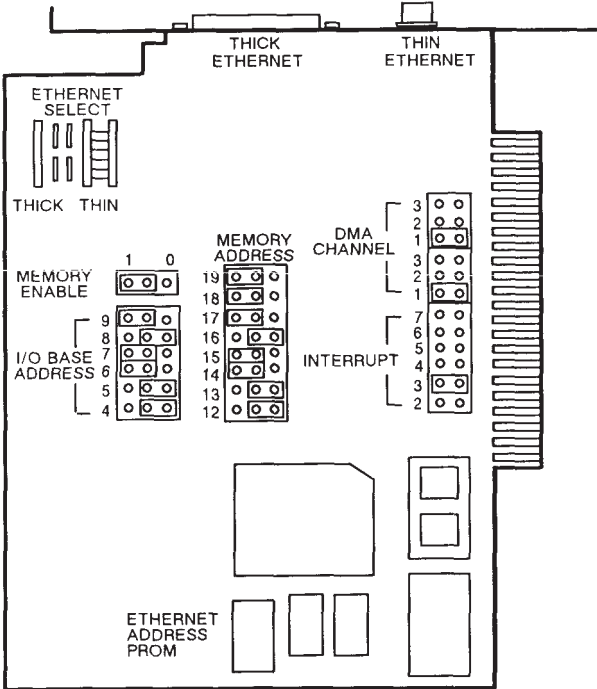 THICK
ETHERNET
THIN
ETHERNET
ETHERNET
SELECT
THICK THIN
MEMORY
ENABLE
1 0
I/O BASE
ADDRESS
9
8
7
6
5
4
MEMORY
ADDRESS
19
18
17
16
15
14
13
12
DMA
CHANNEL
3
2
1
3
2
1
INTERRUPT
7
6
5
4
3
2
ETHERNET
ADDRESS
PROM